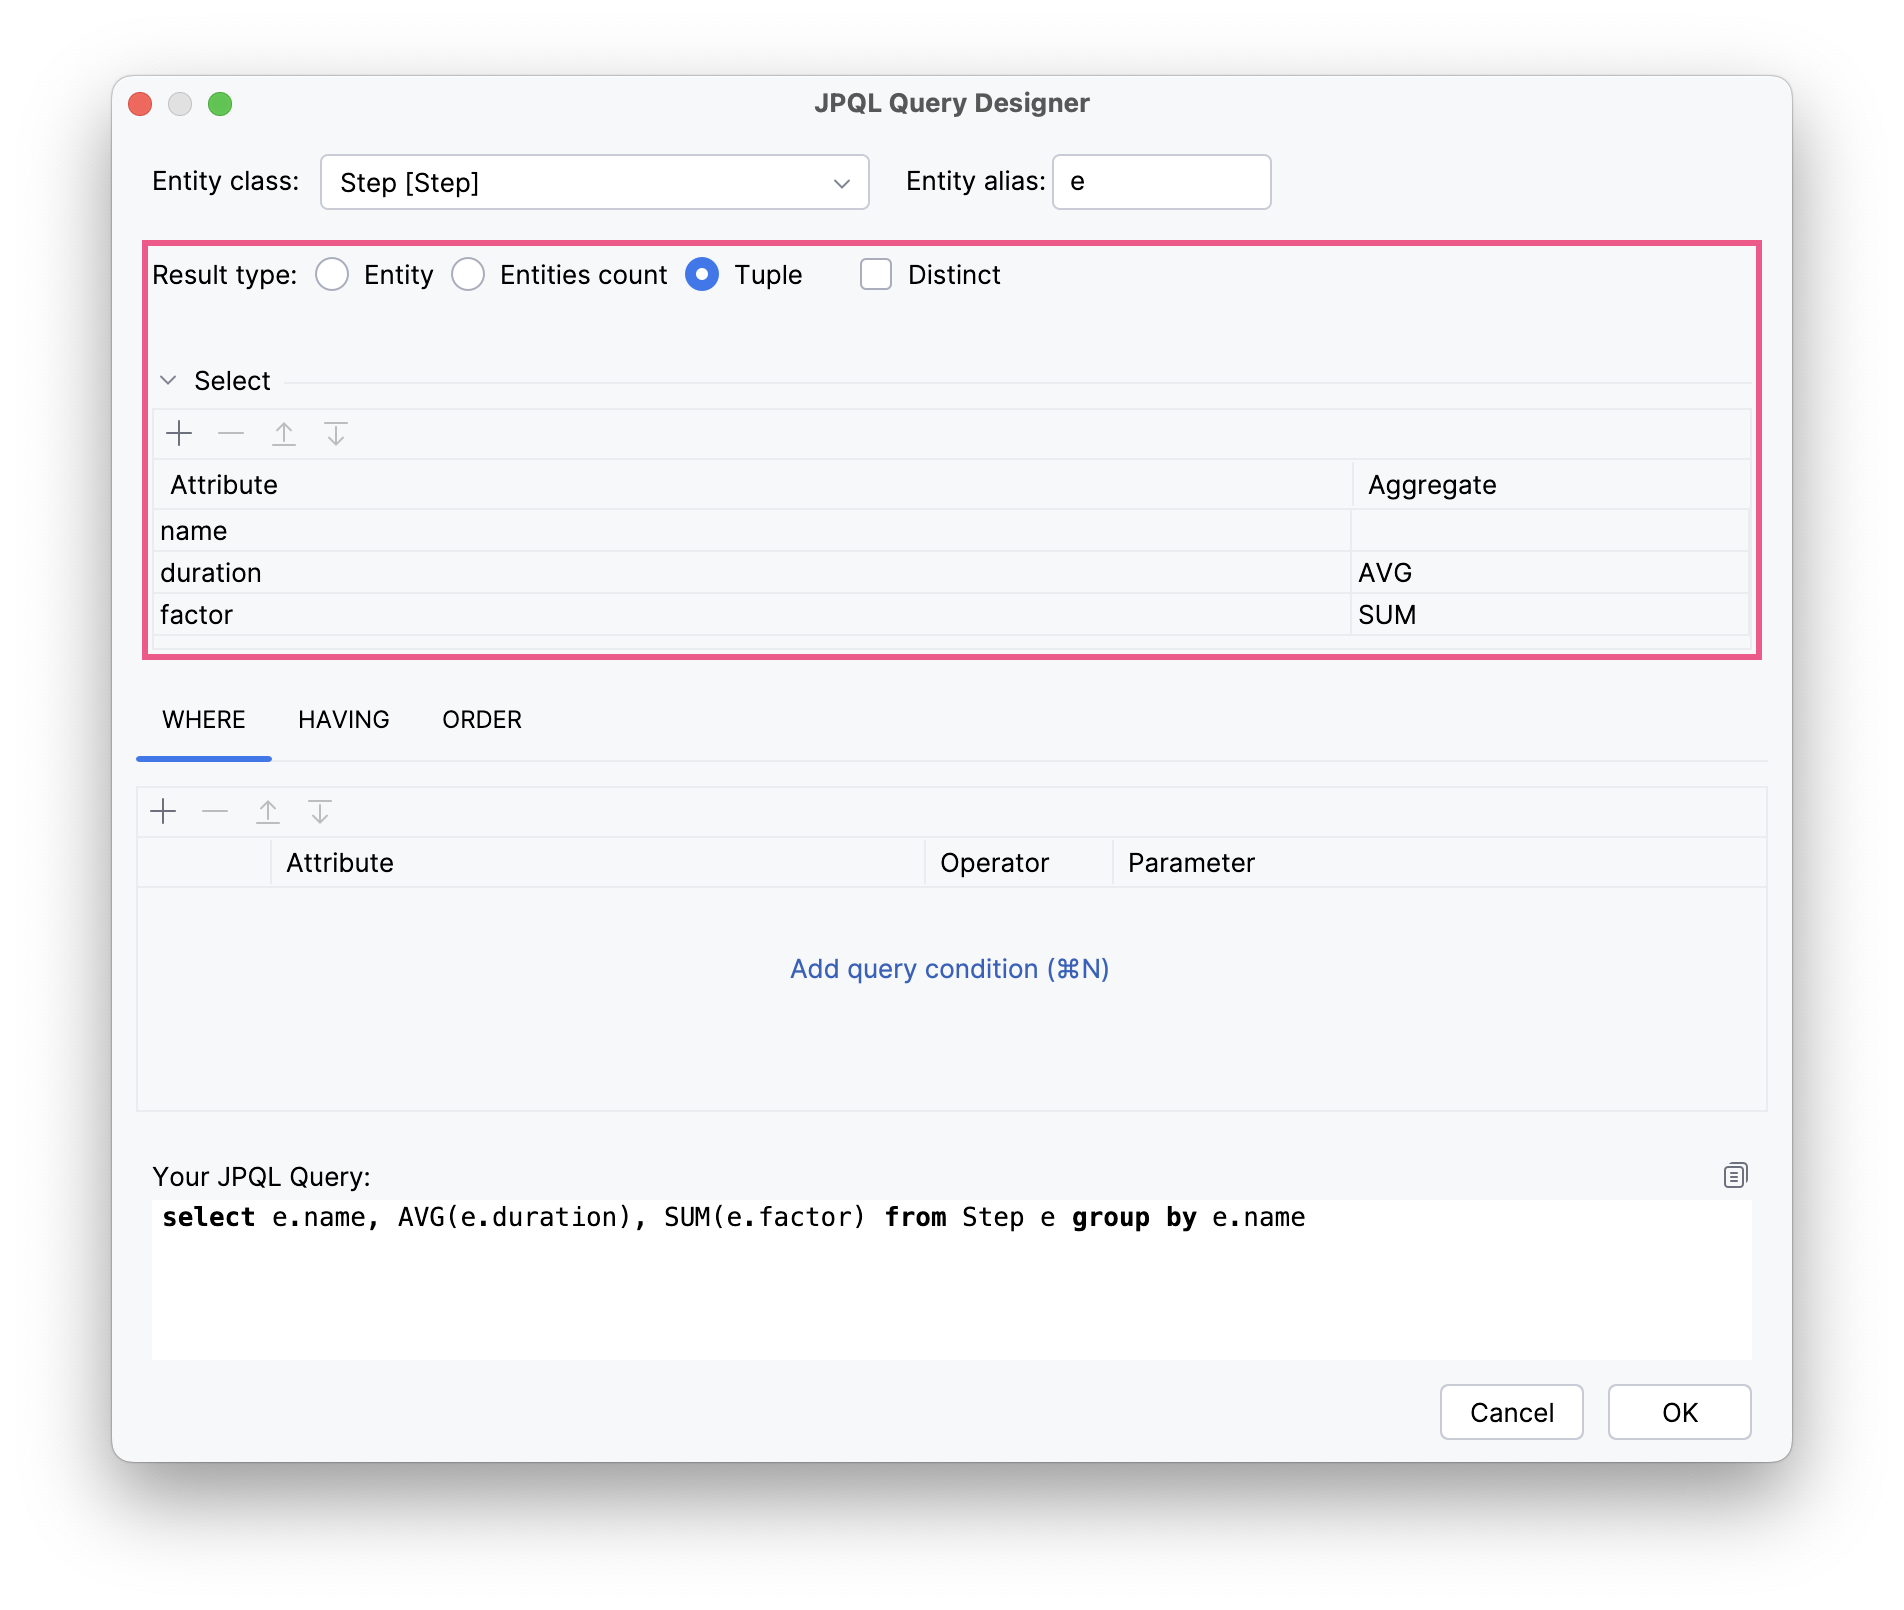 JPQL Query Designer
Entity class: Step [Step] Entity alias: e
Result type: Entity Entities count Tuple Distinct
Select
Attribute Aggregate
name
duration AVG
factor SUM
WHERE HAVING ORDER
Attribute Operator Parameter
Add query condition (⌘N)
Your JPQL Query:
select e.name, AVG(e.duration), SUM(e.factor) from Step e group by e.name
Cancel OK